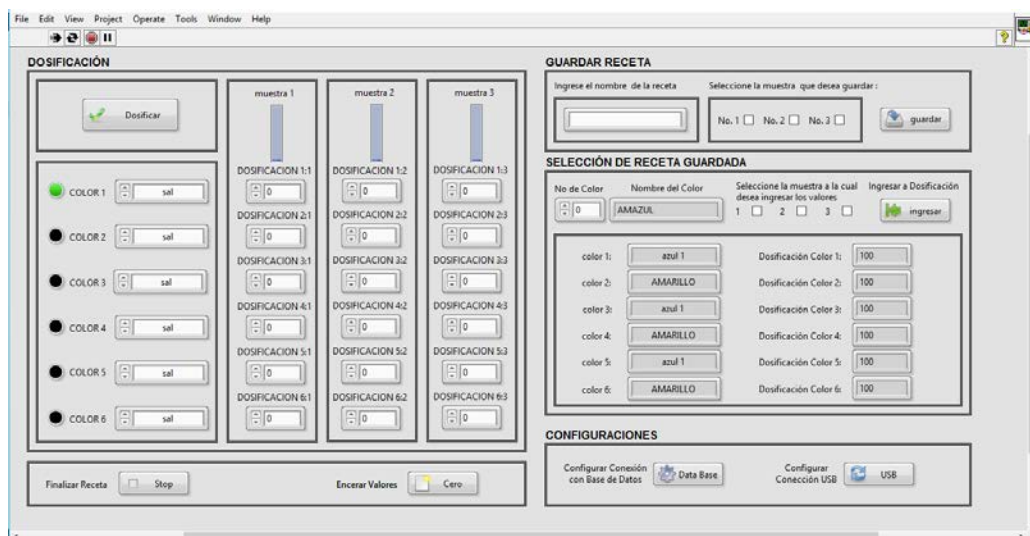 File Edit View Project Operate Tools Window Help
DOSIFICACIÓN
Dosificar
muestra 1 muestra 2 muestra 3
COLOR 1 sal
DOSIFICACION 1:1 DOSIFICACION 1:2 DOSIFICACION 1:3
0 0 0
COLOR 2 sal
DOSIFICACION 2:1 DOSIFICACION 2:2 DOSIFICACION 2:3
0 0 0
COLOR 3 sal
DOSIFICACION 3:1 DOSIFICACION 3:2 DOSIFICACION 3:3
0 0 0
COLOR 4 sal
DOSIFICACION 4:1 DOSIFICACION 4:2 DOSIFICACION 4:3
0 0 0
COLOR 5 sal
DOSIFICACION 5:1 DOSIFICACION 5:2 DOSIFICACION 5:3
0 0 0
COLOR 6 sal
DOSIFICACION 6:1 DOSIFICACION 6:2 DOSIFICACION 6:3
0 0 0
Finalizar Receta Stop
Encerar Valores Cero
GUARDAR RECETA
Ingrese el nombre de la receta
Seleccione la muestra que desea guardar :
No. 1 No. 2 No. 3
guardar
SELECCIÓN DE RECETA GUARDADA
No de Color
0
Nombre del Color
AMAZUL
Seleccione la muestra a la cual
desea ingresar los valores
1 2 3
Ingresar a Dosificación
ingresar
color 1: azul 1 Dosificación Color 1: 100
color 2: AMARILLO Dosificación Color 2: 100
color 3: azul 1 Dosificación Color 3: 100
color 4: AMARILLO Dosificación Color 4: 100
color 5: azul 1 Dosificación Color 5: 100
color 6: AMARILLO Dosificación Color 6: 100
CONFIGURACIONES
Configurar Conexión
con Base de Datos
Data Base
Configurar
Conección USB
USB